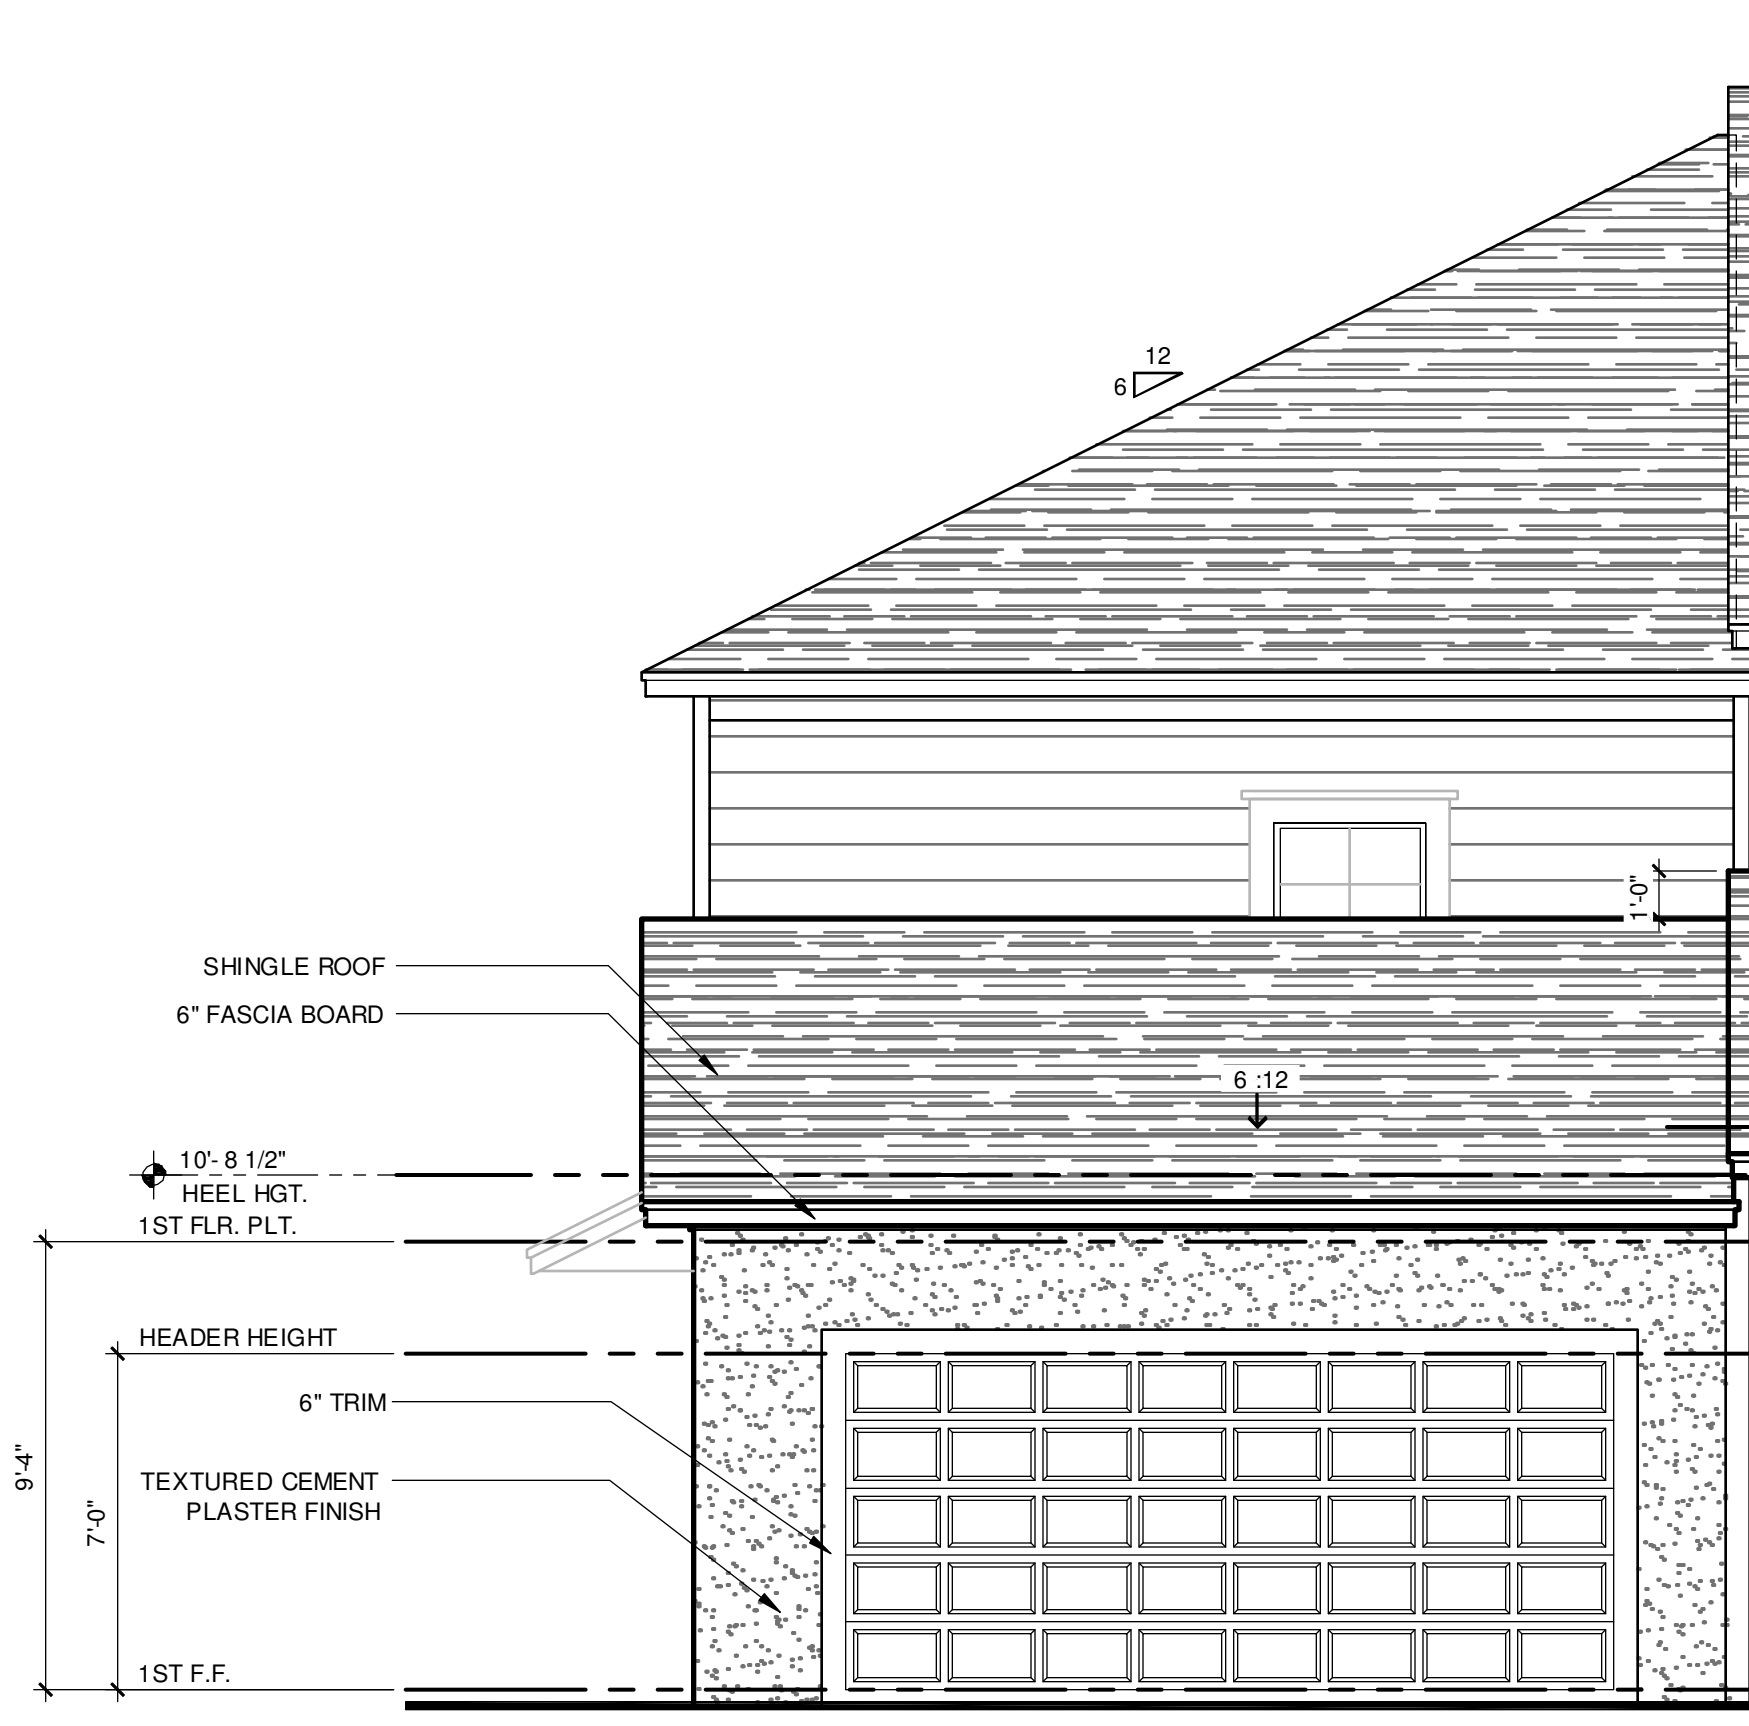 12
6
1'-0"
SHINGLE ROOF
6" FASCIA BOARD
6 :12
10'- 8 1/2"
HEEL HGT.
1ST FLR. PLT.
HEADER HEIGHT
6" TRIM
9'-4"
TEXTURED CEMENT
PLASTER FINISH
7'-0"
1ST F.F.